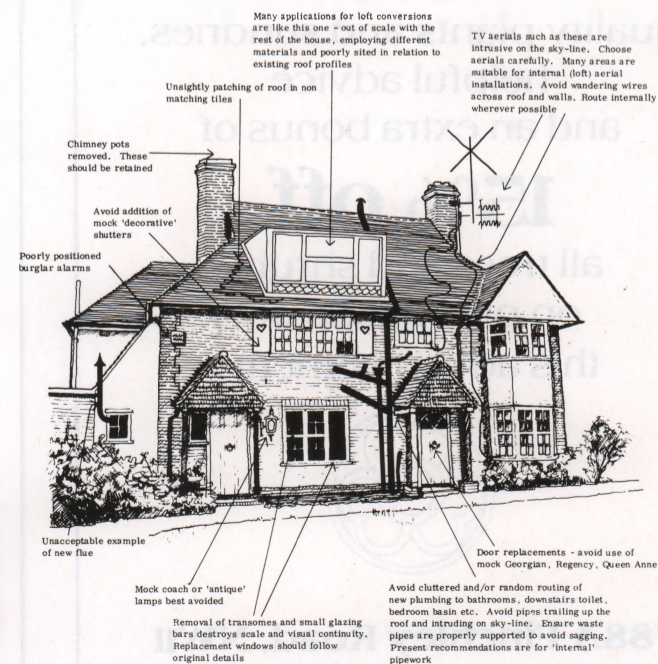 Many applications for loft conversions
are like this one - out of scale with the
rest of the house, employing different
materials and poorly sited in relation to
existing roof profiles
TV aerials such as these are
intrusive on the sky-line. Choose
aerials carefully. Many areas are
suitable for internal (loft) aerial
installations. Avoid wandering wires
across roof and walls. Route internally
wherever possible
Unsightly patching of roof in non
matching tiles
Chimney pots
removed. These
should be retained
Avoid addition of
mock 'decorative'
shutters
Poorly positioned
burglar alarms
Unacceptable example
of new flue
Mock coach or 'antique'
lamps best avoided
Removal of transomes and small glazing
bars destroys scale and visual continuity.
Replacement windows should follow
original details
Door replacements - avoid use of
mock Georgian, Regency, Queen Anne
Avoid cluttered and/or random routing of
new plumbing to bathrooms, downstairs toilet,
bedroom basin etc. Avoid pipes trailing up the
roof and intruding on sky-line. Ensure waste
pipes are properly supported to avoid sagging.
Present recommendations are for 'internal'
pipework